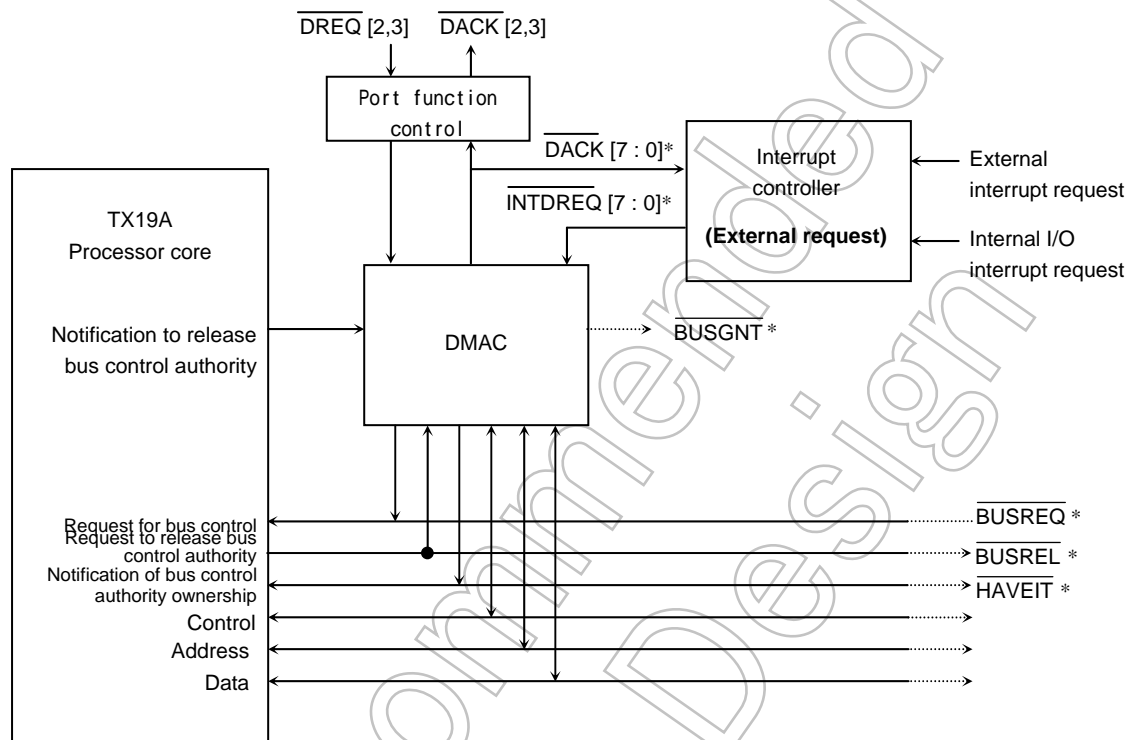 DREQ [2,3]
DACK [2,3]
Port function
control
DACK [7 : 0]*
INTDREQ [7 : 0]*
Interrupt
controller
(External request)
External
interrupt request
Internal I/O
interrupt request
TX19A
Processor core
Notification to release
bus control authority
DMAC
BUSGNT *
Request for bus control
Request to release bus
control authority
Notification of bus control
authority ownership
Control
Address
Data
BUSREQ *
BUSREL *
HAVEIT *
ommended
Design